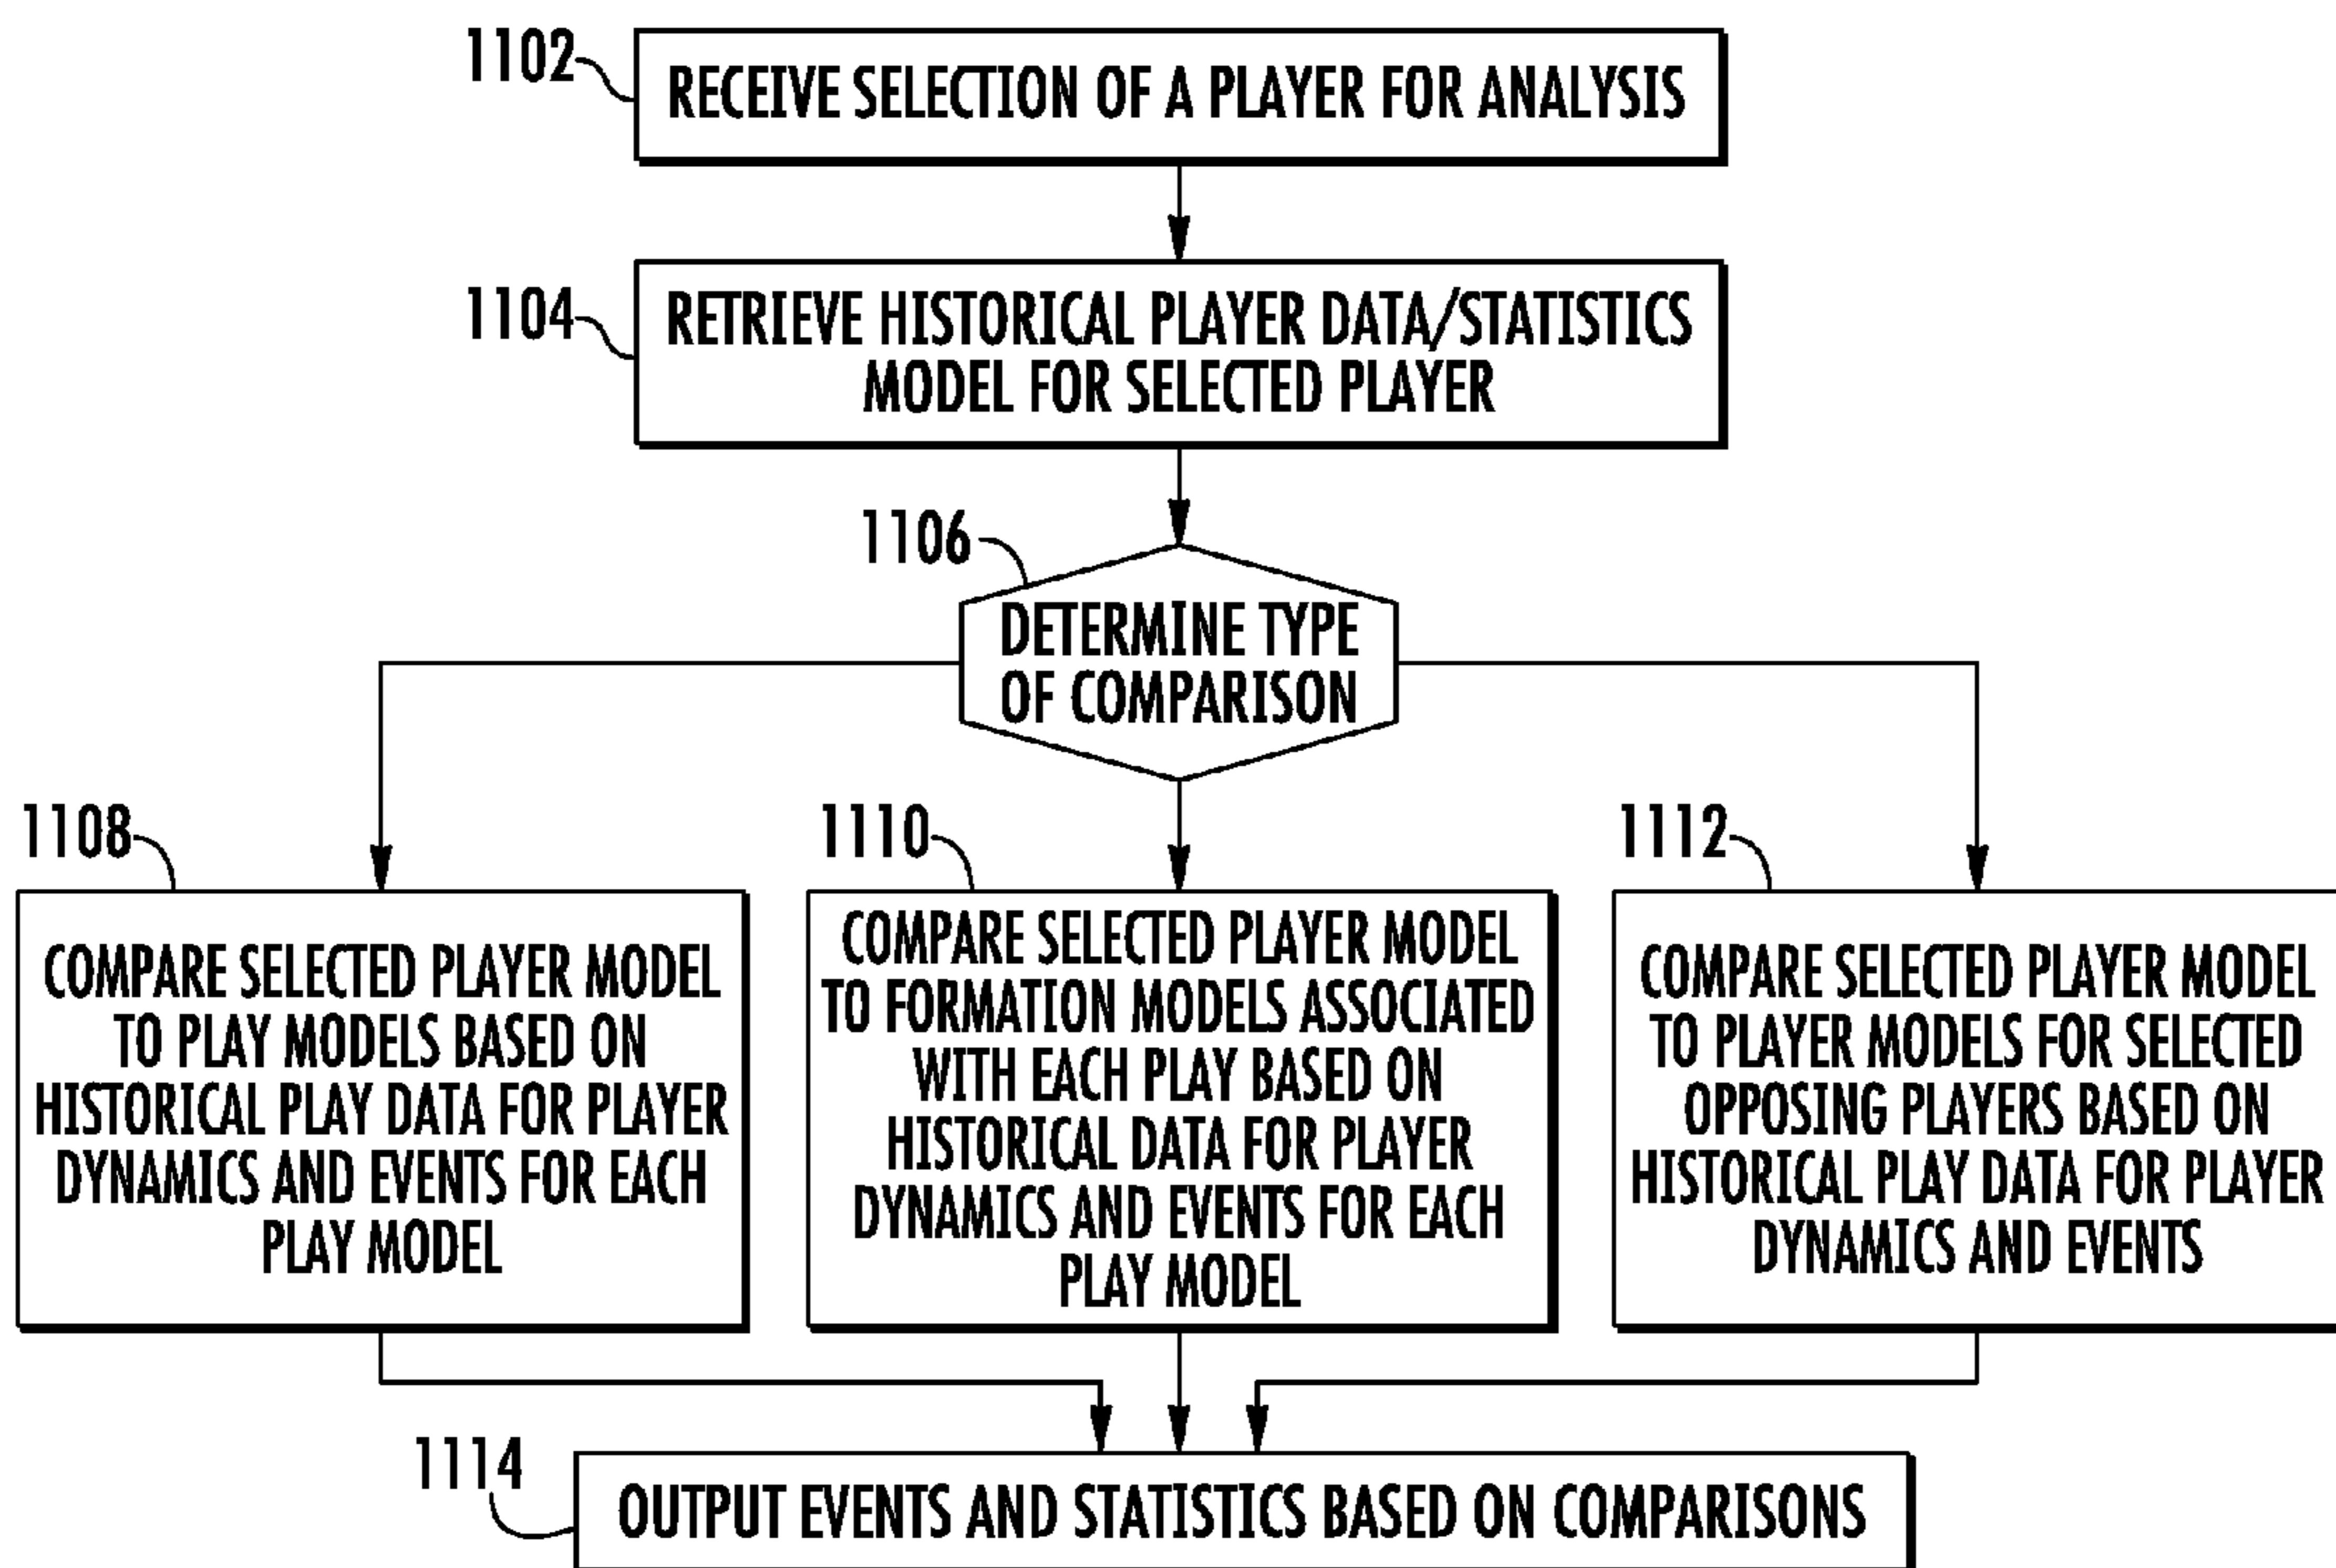 1102
RECEIVE SELECTION OF A PLAYER FOR ANALYSIS
1104
RETRIEVE HISTORICAL PLAYER DATA/STATISTICS
MODEL FOR SELECTED PLAYER
1106
DETERMINE TYPE
OF COMPARISON
1108
COMPARE SELECTED PLAYER MODEL
TO PLAY MODELS BASED ON
HISTORICAL PLAY DATA FOR PLAYER
DYNAMICS AND EVENTS FOR EACH
PLAY MODEL
1110
COMPARE SELECTED PLAYER MODEL
TO FORMATION MODELS ASSOCIATED
WITH EACH PLAY BASED ON
HISTORICAL DATA FOR PLAYER
DYNAMICS AND EVENTS FOR EACH
PLAY MODEL
1112
COMPARE SELECTED PLAYER MODEL
TO PLAYER MODELS FOR SELECTED
OPPOSING PLAYERS BASED ON
HISTORICAL PLAY DATA FOR PLAYER
DYNAMICS AND EVENTS
1114
OUTPUT EVENTS AND STATISTICS BASED ON COMPARISONS